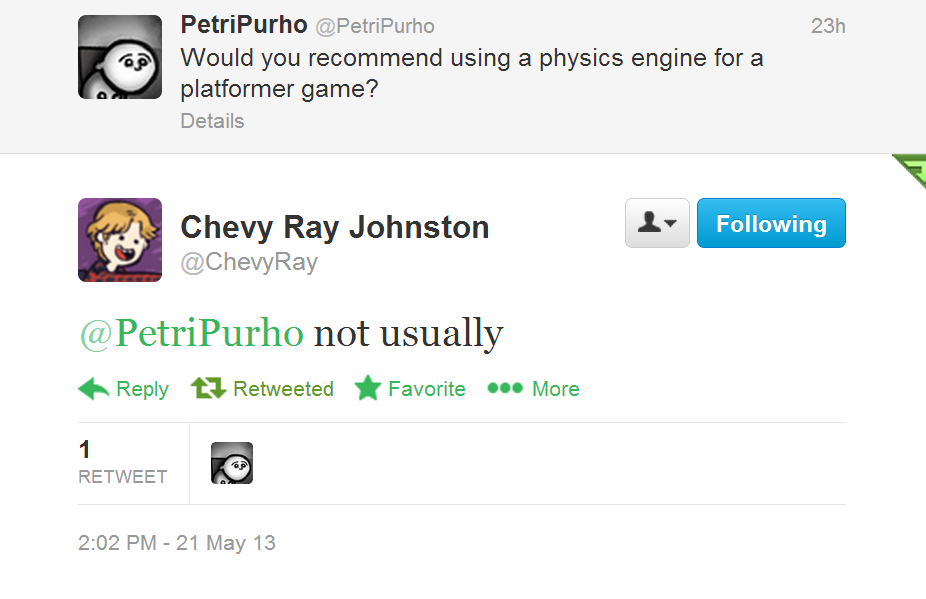 PetriPurho @PetriPurho 23h
Would you recommend using a physics engine for a
platformer game?
Details
Chevy Ray Johnston
Following
@ChevyRay
@PetriPurho not usually
Reply Retweeted Favorite More
1
RETWEET
2:02 PM - 21 May 13